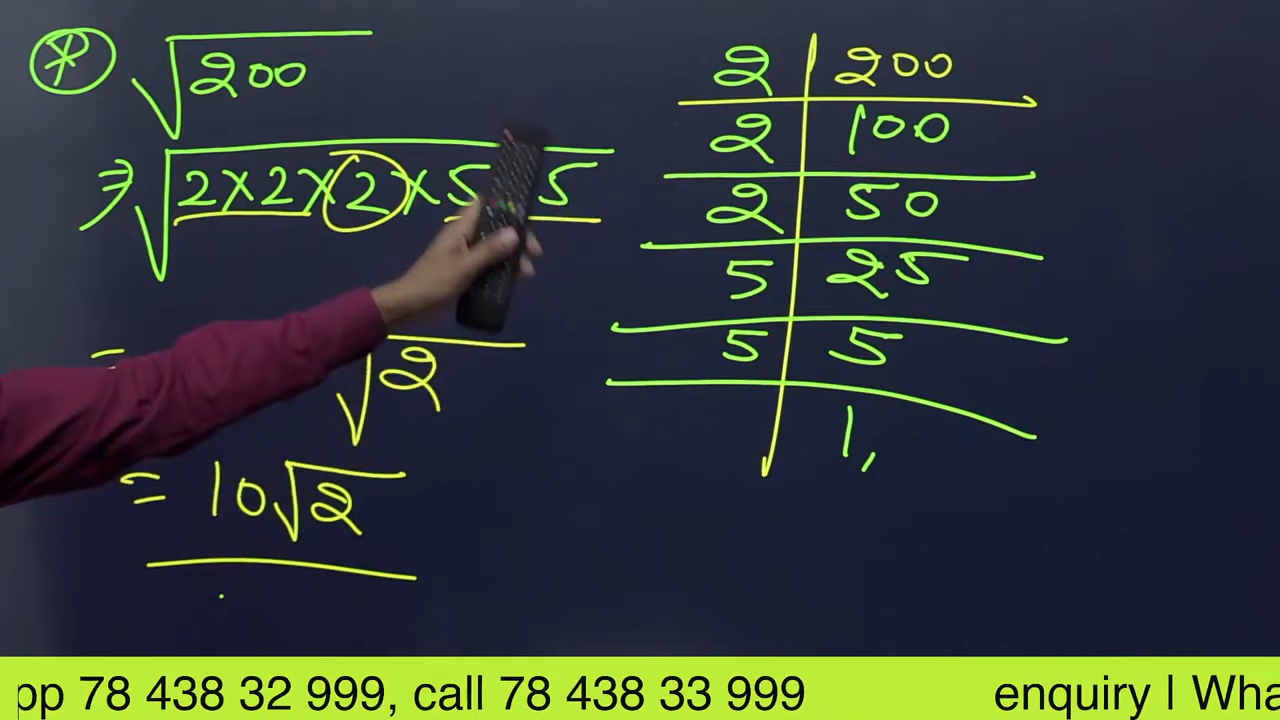 * √200
⇒ √2×2×2×5 5
= √2
= 10√2
2 | 200
2 | 100
2 | 50
5 | 25
5 | 5
1,
pp 78 438 32 999, call 78 438 33 999 enquiry | Wha